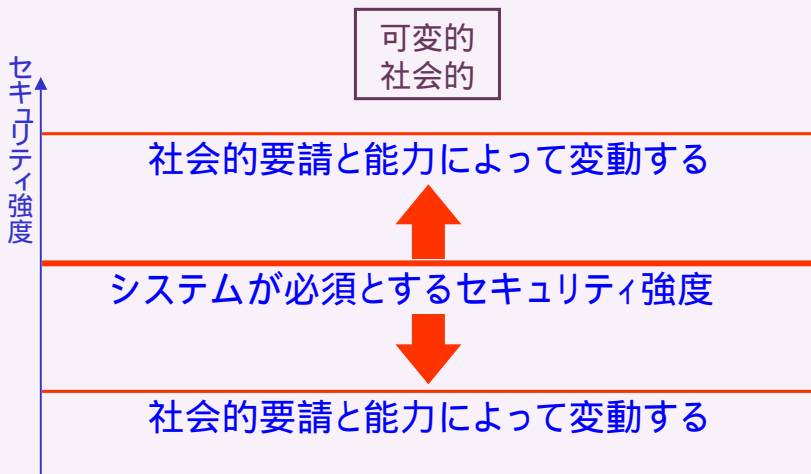 可変的
社会的
セキュリティ強度
社会的要請と能力によって変動する
システムが必須とするセキュリティ強度
社会的要請と能力によって変動する